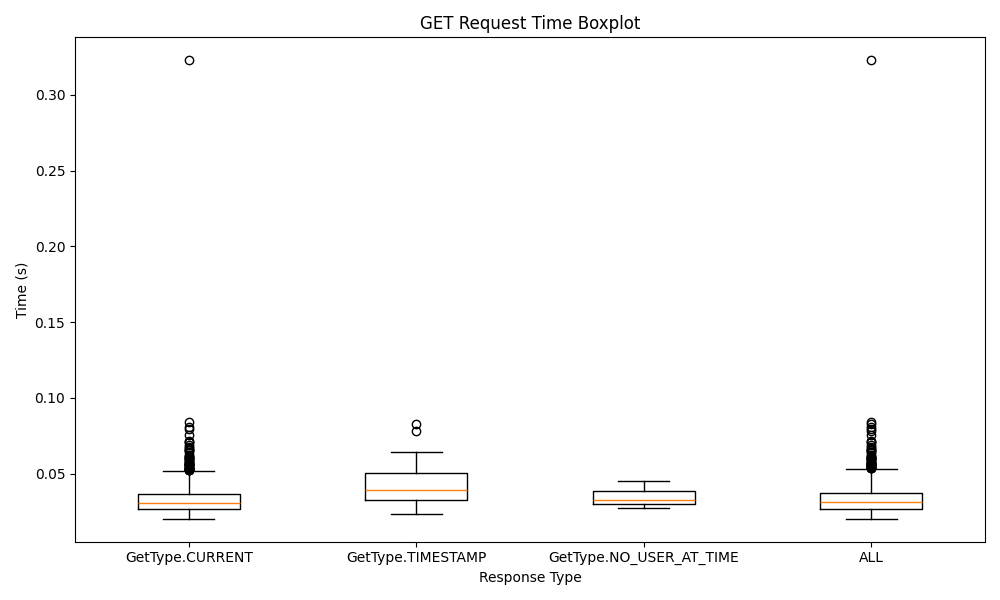 GET Request Time Boxplot
0.30
0.25
0.20
0.15
0.10
0.05
Time (s)
GetType.CURRENT GetType.TIMESTAMP GetType.NO_USER_AT_TIME ALL
Response Type